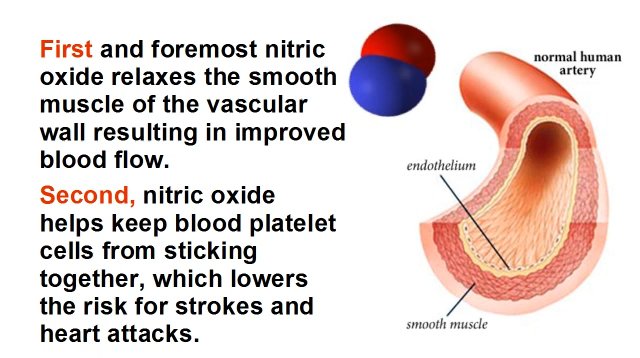 First and foremost nitric
oxide relaxes the smooth
muscle of the vascular
wall resulting in improved
blood flow.
Second, nitric oxide
helps keep blood platelet
cells from sticking
together, which lowers
the risk for strokes and
heart attacks.
normal human
artery
endothelium
smooth muscle